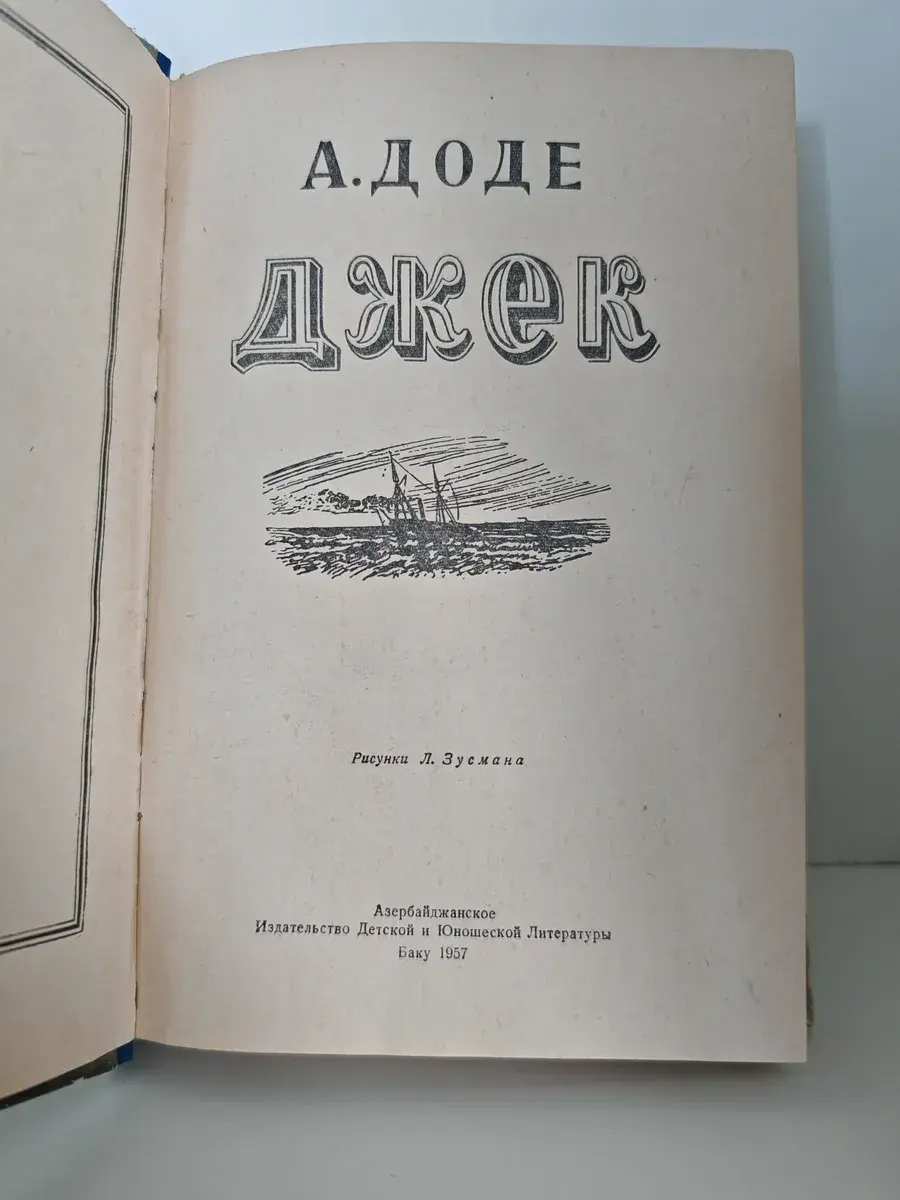 А. ДОДЕ
ДЖЕК
Рисунки Л. Зусмана
Азербайджанское
Издательство Детской и Юношеской Литературы
Баку 1957